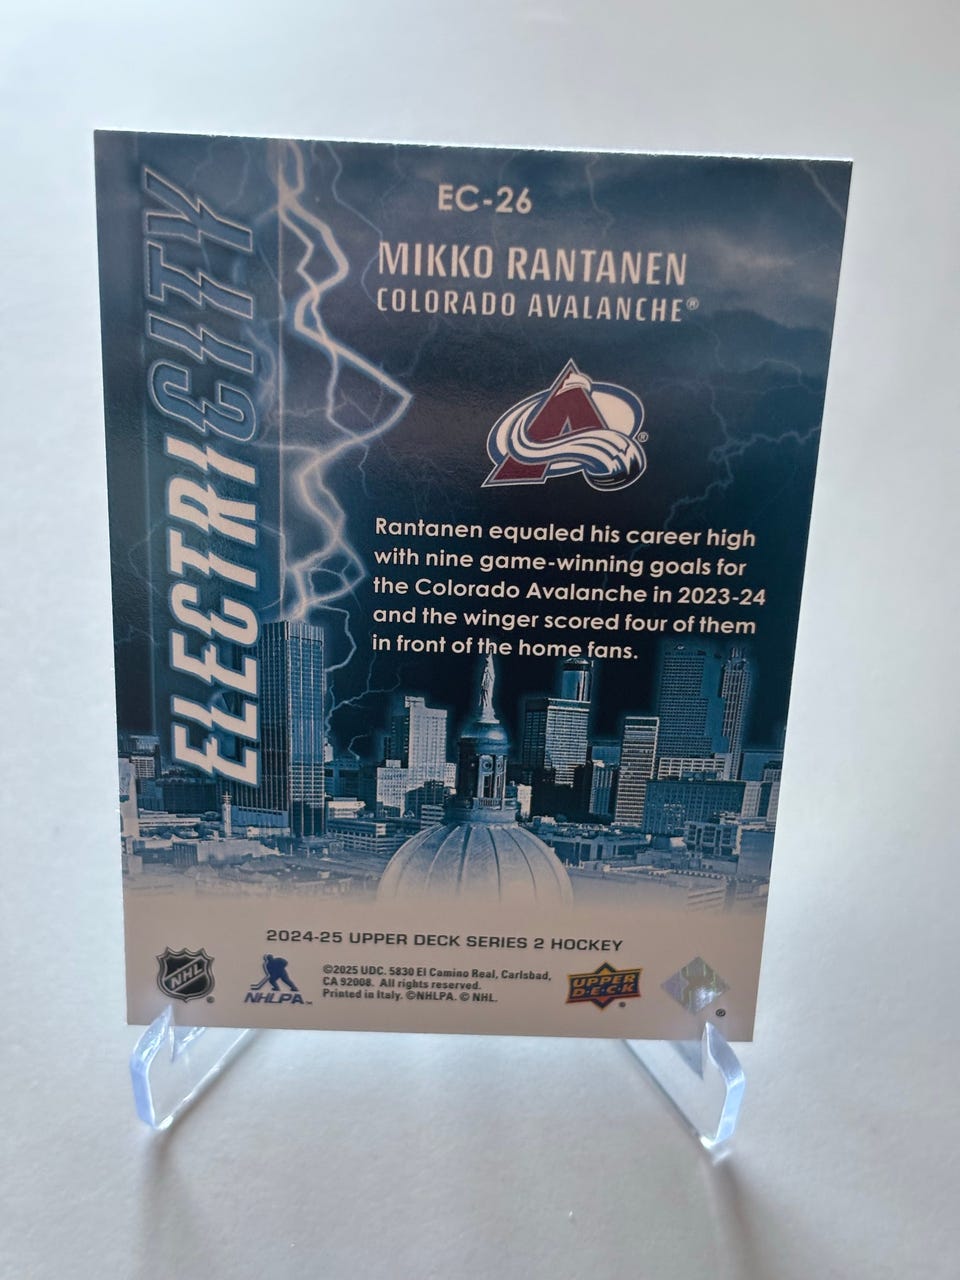 ELECTRICITY
EC-26
MIKKO RANTANEN
COLORADO AVALANCHE®
A
®
Rantanen equaled his career high
with nine game-winning goals for
the Colorado Avalanche in 2023-24
and the winger scored four of them
in front of the home fans.
2024-25 UPPER DECK SERIES 2 HOCKEY
NHL
®
NHLPA™
©2025 UDC. 5830 El Camino Real, Carlsbad,
CA 92008. All rights reserved.
Printed in Italy. ©NHLPA. © NHL.
UPPER
D·E·C·K
®
®